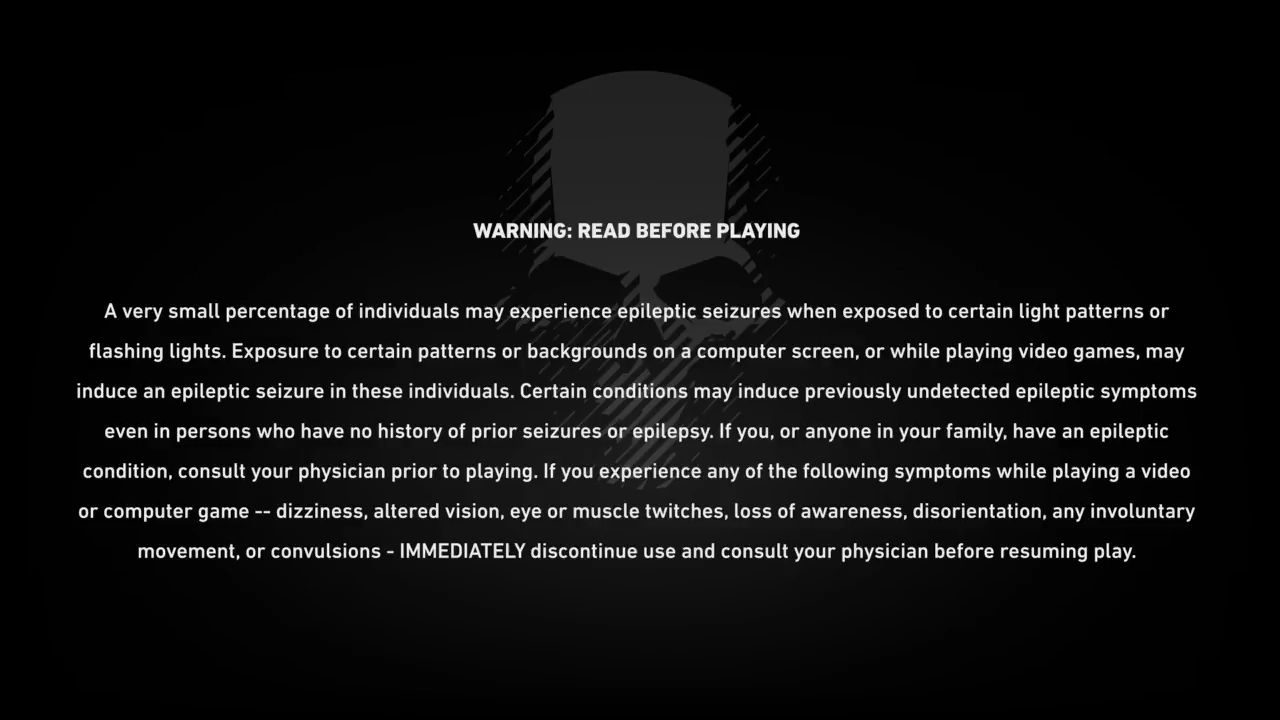 WARNING: READ BEFORE PLAYING
A very small percentage of individuals may experience epileptic seizures when exposed to certain light patterns or
flashing lights. Exposure to certain patterns or backgrounds on a computer screen, or while playing video games, may
induce an epileptic seizure in these individuals. Certain conditions may induce previously undetected epileptic symptoms
even in persons who have no history of prior seizures or epilepsy. If you, or anyone in your family, have an epileptic
condition, consult your physician prior to playing. If you experience any of the following symptoms while playing a video
or computer game -- dizziness, altered vision, eye or muscle twitches, loss of awareness, disorientation, any involuntary
movement, or convulsions - IMMEDIATELY discontinue use and consult your physician before resuming play.